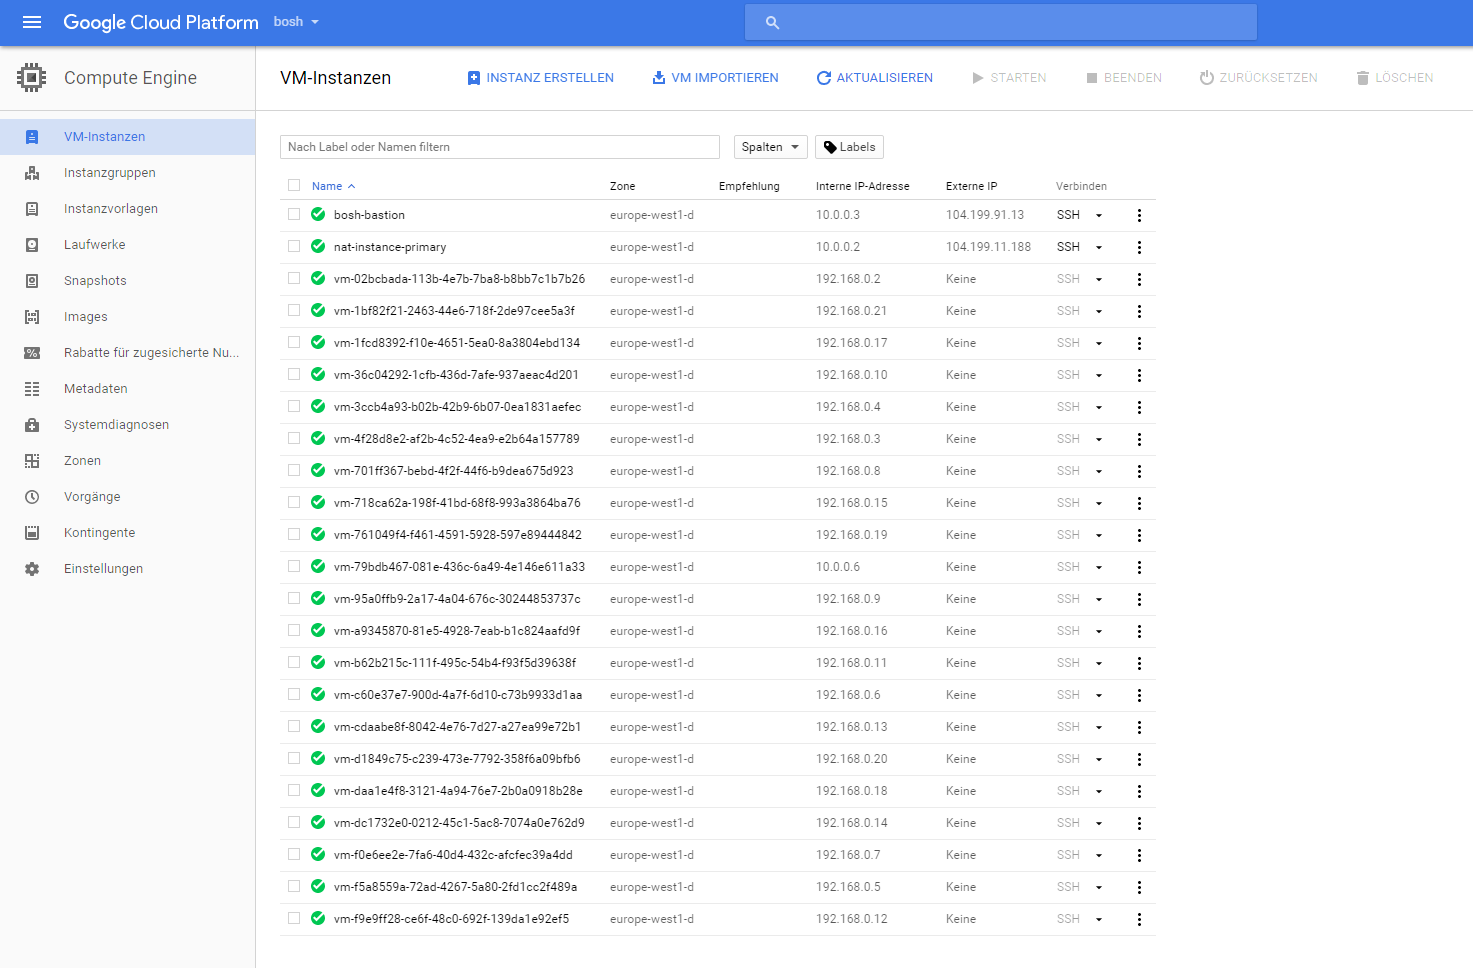 Google Cloud Platform bosh
Compute Engine
VM-Instanzen INSTANZ ERSTELLEN VM IMPORTIEREN AKTUALISIEREN STARTEN BEENDEN ZURÜCKSETZEN LÖSCHEN
VM-Instanzen
Instanzgruppen
Instanzvorlagen
Laufwerke
Snapshots
Images
Rabatte für zugesicherte Nu...
Metadaten
Systemdiagnosen
Zonen
Vorgänge
Kontingente
Einstellungen
Nach Label oder Namen filtern Spalten Labels
Name Zone Empfehlung Interne IP-Adresse Externe IP Verbinden
bosh-bastion europe-west1-d 10.0.0.3 104.199.91.13 SSH
nat-instance-primary europe-west1-d 10.0.0.2 104.199.11.188 SSH
vm-02bcbada-113b-4e7b-7ba8-b8bb7c1b7b26 europe-west1-d 192.168.0.2 Keine SSH
vm-1bf82f21-2463-44e6-718f-2de97cee5a3f europe-west1-d 192.168.0.21 Keine SSH
vm-1fcd8392-f10e-4651-5ea0-8a3804ebd134 europe-west1-d 192.168.0.17 Keine SSH
vm-36c04292-1cfb-436d-7afe-937aeac4d201 europe-west1-d 192.168.0.10 Keine SSH
vm-3ccb4a93-b02b-42b9-6b07-0ea1831aefec europe-west1-d 192.168.0.4 Keine SSH
vm-4f28d8e2-af2b-4c52-4ea9-e2b64a157789 europe-west1-d 192.168.0.3 Keine SSH
vm-701ff367-bebd-4f2f-44f6-b9dea675d923 europe-west1-d 192.168.0.8 Keine SSH
vm-718ca62a-198f-41bd-68f8-993a3864ba76 europe-west1-d 192.168.0.15 Keine SSH
vm-761049f4-f461-4591-5928-597e89444842 europe-west1-d 192.168.0.19 Keine SSH
vm-79bdb467-081e-436c-6a49-4e146e611a33 europe-west1-d 10.0.0.6 Keine SSH
vm-95a0ffb9-2a17-4a04-676c-30244853737c europe-west1-d 192.168.0.9 Keine SSH
vm-a9345870-81e5-4928-7eab-b1c824aafd9f europe-west1-d 192.168.0.16 Keine SSH
vm-b62b215c-111f-495c-54b4-f93f5d39638f europe-west1-d 192.168.0.11 Keine SSH
vm-c60e37e7-900d-4a7f-6d10-c73b9933d1aa europe-west1-d 192.168.0.6 Keine SSH
vm-cdaabe8f-8042-4e76-7d27-a27ea99e72b1 europe-west1-d 192.168.0.13 Keine SSH
vm-d1849c75-c239-473e-7792-358f6a09bfb6 europe-west1-d 192.168.0.20 Keine SSH
vm-daa1e4f8-3121-4a94-76e7-2b0a0918b28e europe-west1-d 192.168.0.18 Keine SSH
vm-dc1732e0-0212-45c1-5ac8-7074a0e762d9 europe-west1-d 192.168.0.14 Keine SSH
vm-f0e6ee2e-7fa6-40d4-432c-afcfec39a4dd europe-west1-d 192.168.0.7 Keine SSH
vm-f5a8559a-72ad-4267-5a80-2fd1cc2f489a europe-west1-d 192.168.0.5 Keine SSH
vm-f9e9ff28-ce6f-48c0-692f-139da1e92ef5 europe-west1-d 192.168.0.12 Keine SSH